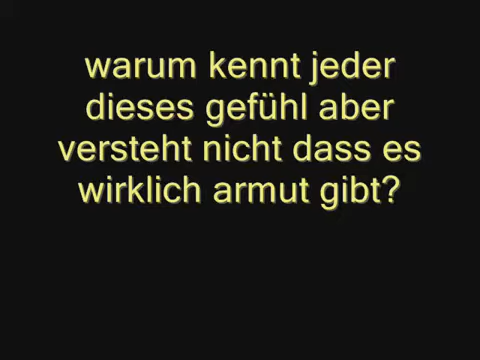 warum kennt jeder
dieses gefühl aber
versteht nicht dass es
wirklich armut gibt?